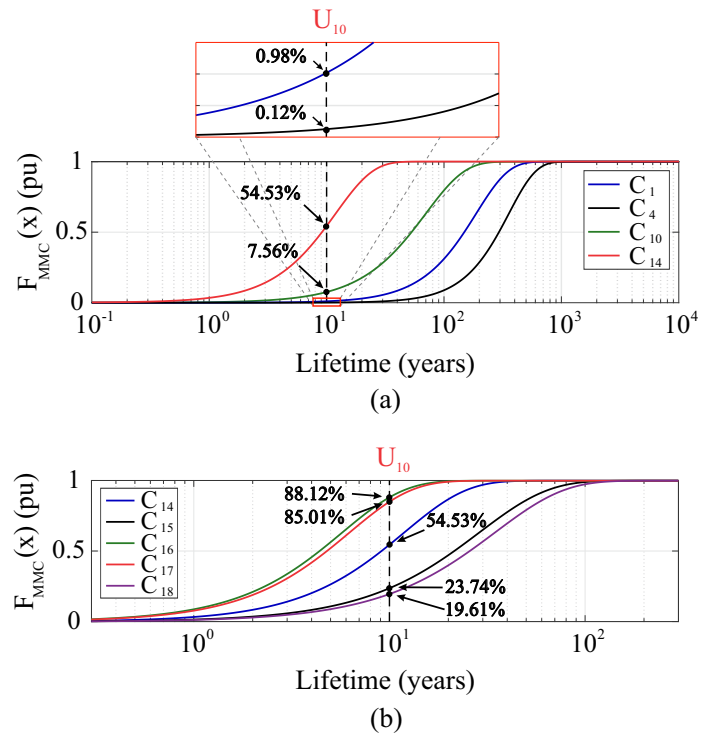 U₁₀
0.98%
0.12%
F_MMC (x) (pu)
1
0.5
0
54.53%
7.56%
C₁
C₄
C₁₀
C₁₄
10⁻¹ 10⁰ 10¹ 10² 10³ 10⁴
Lifetime (years)
(a)
U₁₀
F_MMC (x) (pu)
1
0.5
0
C₁₄
C₁₅
C₁₆
C₁₇
C₁₈
88.12%
85.01%
54.53%
23.74%
19.61%
10⁰ 10¹ 10²
Lifetime (years)
(b)